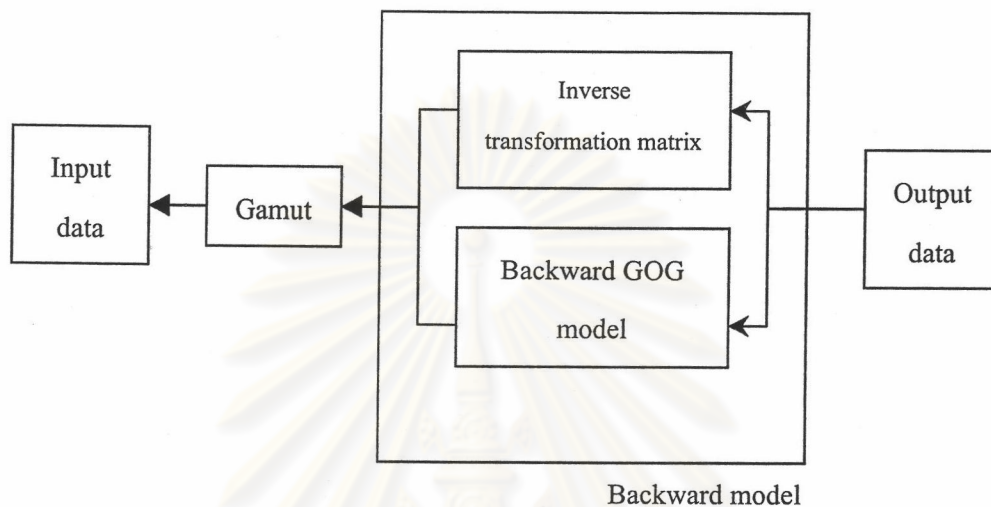 Input
data
Gamut
Inverse
transformation matrix
Backward GOG
model
Output
data
Backward model